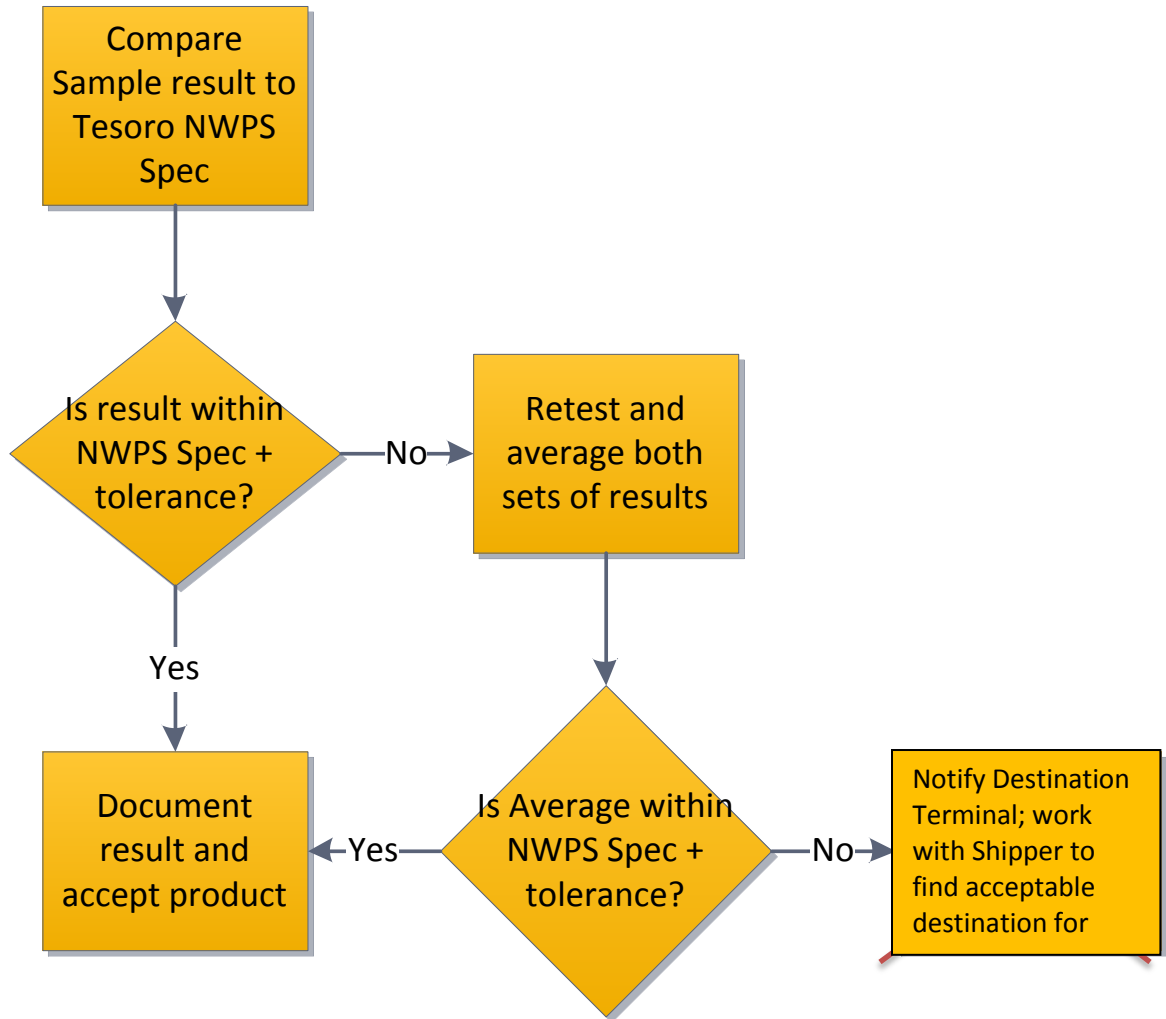 Compare
Sample result to
Tesoro NWPS
Spec
Is result within
NWPS Spec +
tolerance?
No
Retest and
average both
sets of results
Yes
Document
result and
accept product
Yes
Is Average within
NWPS Spec +
tolerance?
No
Notify Destination
Terminal; work
with Shipper to
find acceptable
destination for